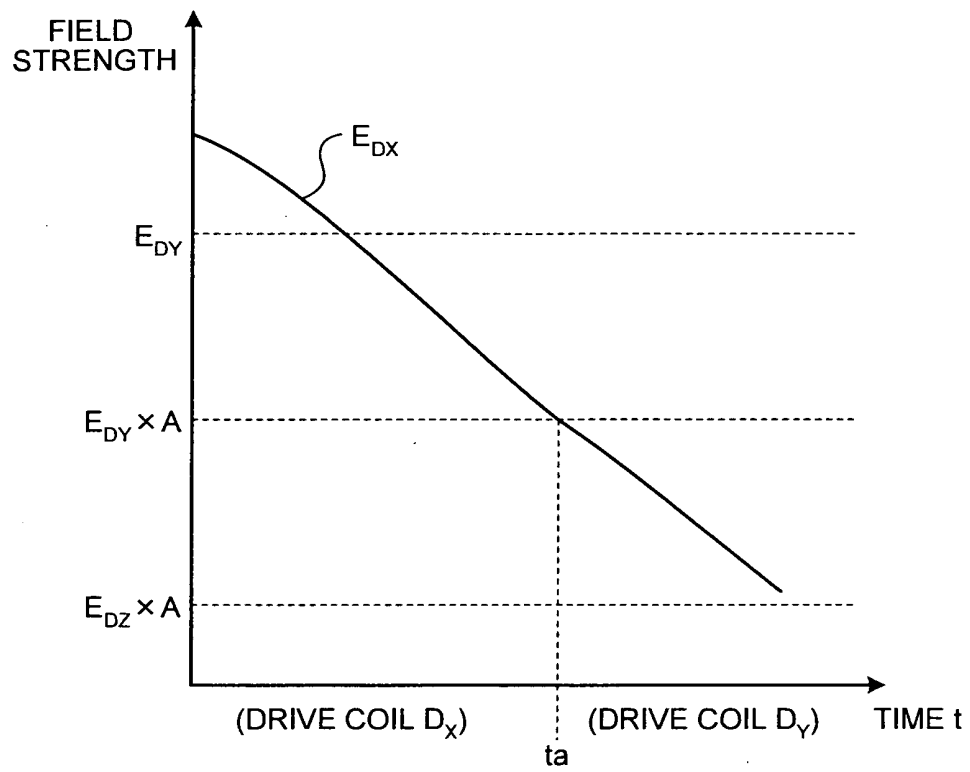 FIELD
STRENGTH
E_DX
E_DY
E_DY × A
E_DZ × A
(DRIVE COIL D_X)
(DRIVE COIL D_Y)
TIME t
ta